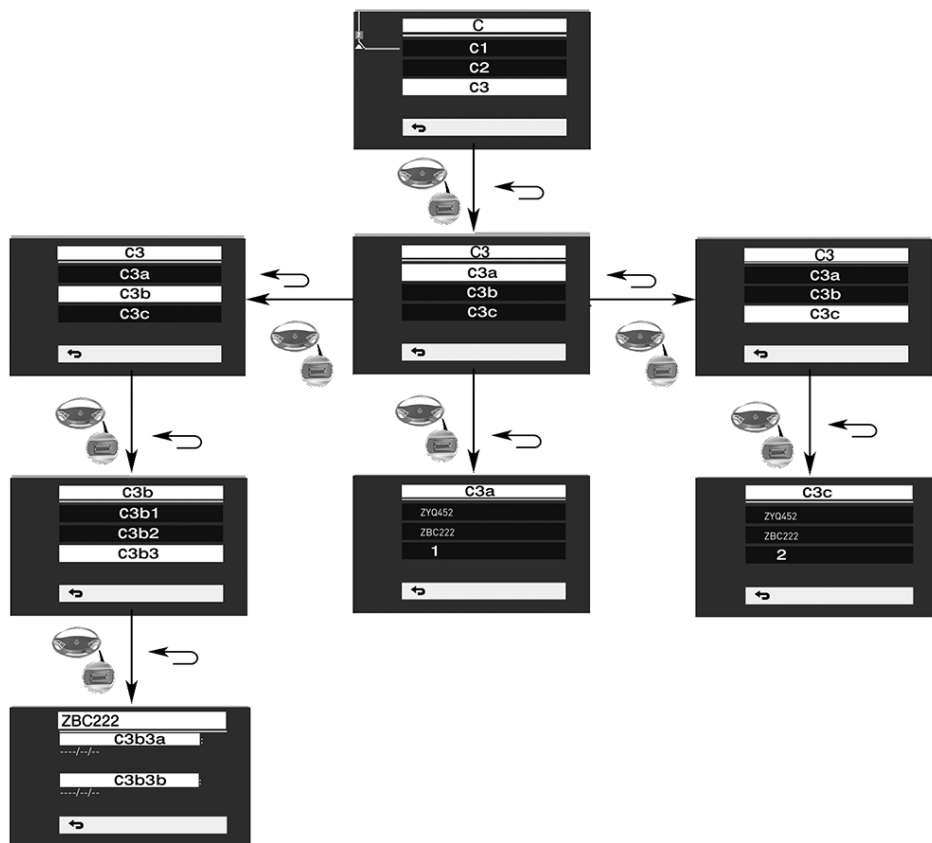 C
C1
C2
C3
C3
C3a
C3b
C3c
C3
C3a
C3b
C3c
C3
C3a
C3b
C3c
C3b
C3b1
C3b2
C3b3
C3a
ZYQ452
ZBC222
1
C3c
ZYQ452
ZBC222
2
ZBC222
C3b3a :
----/--/--
C3b3b :
----/--/--